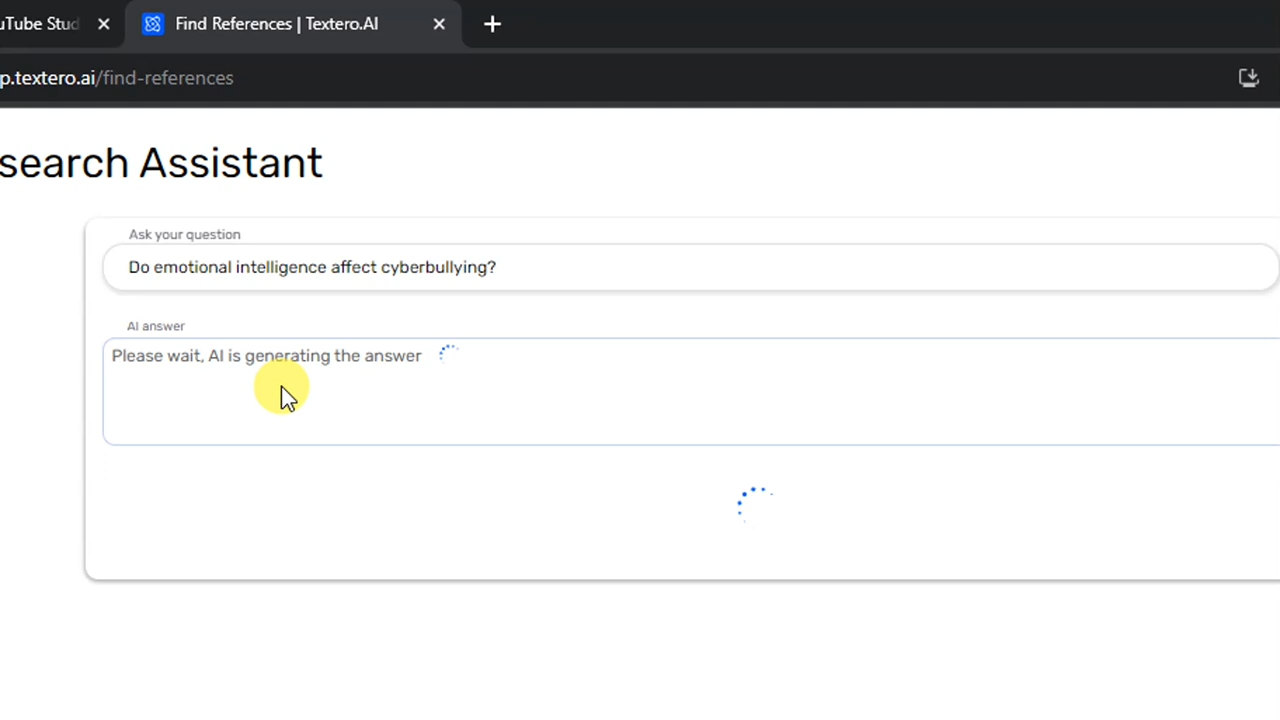 uTube Stud
Find References | Textero.AI
p.textero.ai/find-references
search Assistant
Ask your question
Do emotional intelligence affect cyberbullying?
AI answer
Please wait, AI is generating the answer